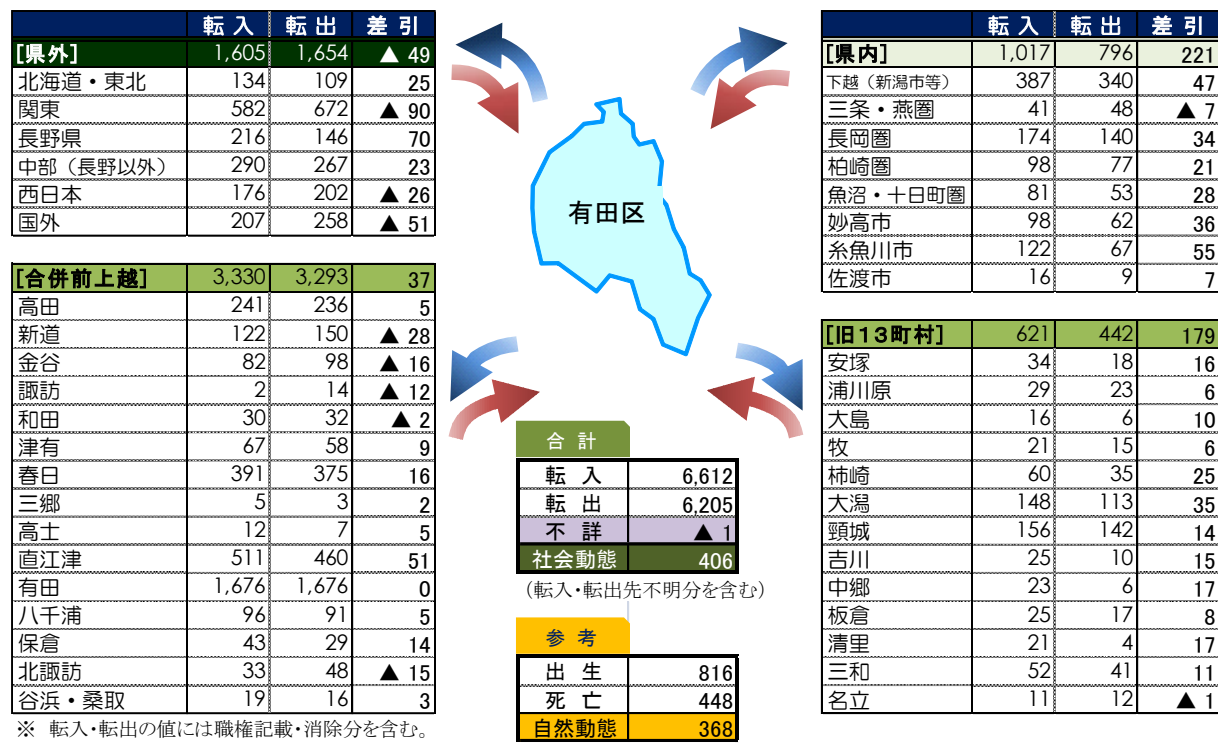 転 入 転 出 差 引
[県外] 1,605 1,654 ▲ 49
北海道・東北 134 109 25
関東 582 672 ▲ 90
長野県 216 146 70
中部（長野以外） 290 267 23
西日本 176 202 ▲ 26
国外 207 258 ▲ 51
[合併前上越] 3,330 3,293 37
高田 241 236 5
新道 122 150 ▲ 28
金谷 82 98 ▲ 16
諏訪 2 14 ▲ 12
和田 30 32 ▲ 2
津有 67 58 9
春日 391 375 16
三郷 5 3 2
高士 12 7 5
直江津 511 460 51
有田 1,676 1,676 0
八千浦 96 91 5
保倉 43 29 14
北諏訪 33 48 ▲ 15
谷浜・桑取 19 16 3
※ 転入・転出の値には職権記載・消除分を含む。
有田区
合 計
転 入 6,612
転 出 6,205
不 詳 ▲ 1
社会動態 406
（転入・転出先不明分を含む）
参 考
出 生 816
死 亡 448
自然動態 368
転 入 転 出 差 引
[県内] 1,017 796 221
下越（新潟市等） 387 340 47
三条・燕圏 41 48 ▲ 7
長岡圏 174 140 34
柏崎圏 98 77 21
魚沼・十日町圏 81 53 28
妙高市 98 62 36
糸魚川市 122 67 55
佐渡市 16 9 7
[旧13町村] 621 442 179
安塚 34 18 16
浦川原 29 23 6
大島 16 6 10
牧 21 15 6
柿崎 60 35 25
大潟 148 113 35
頸城 156 142 14
吉川 25 10 15
中郷 23 6 17
板倉 25 17 8
清里 21 4 17
三和 52 41 11
名立 11 12 ▲ 1